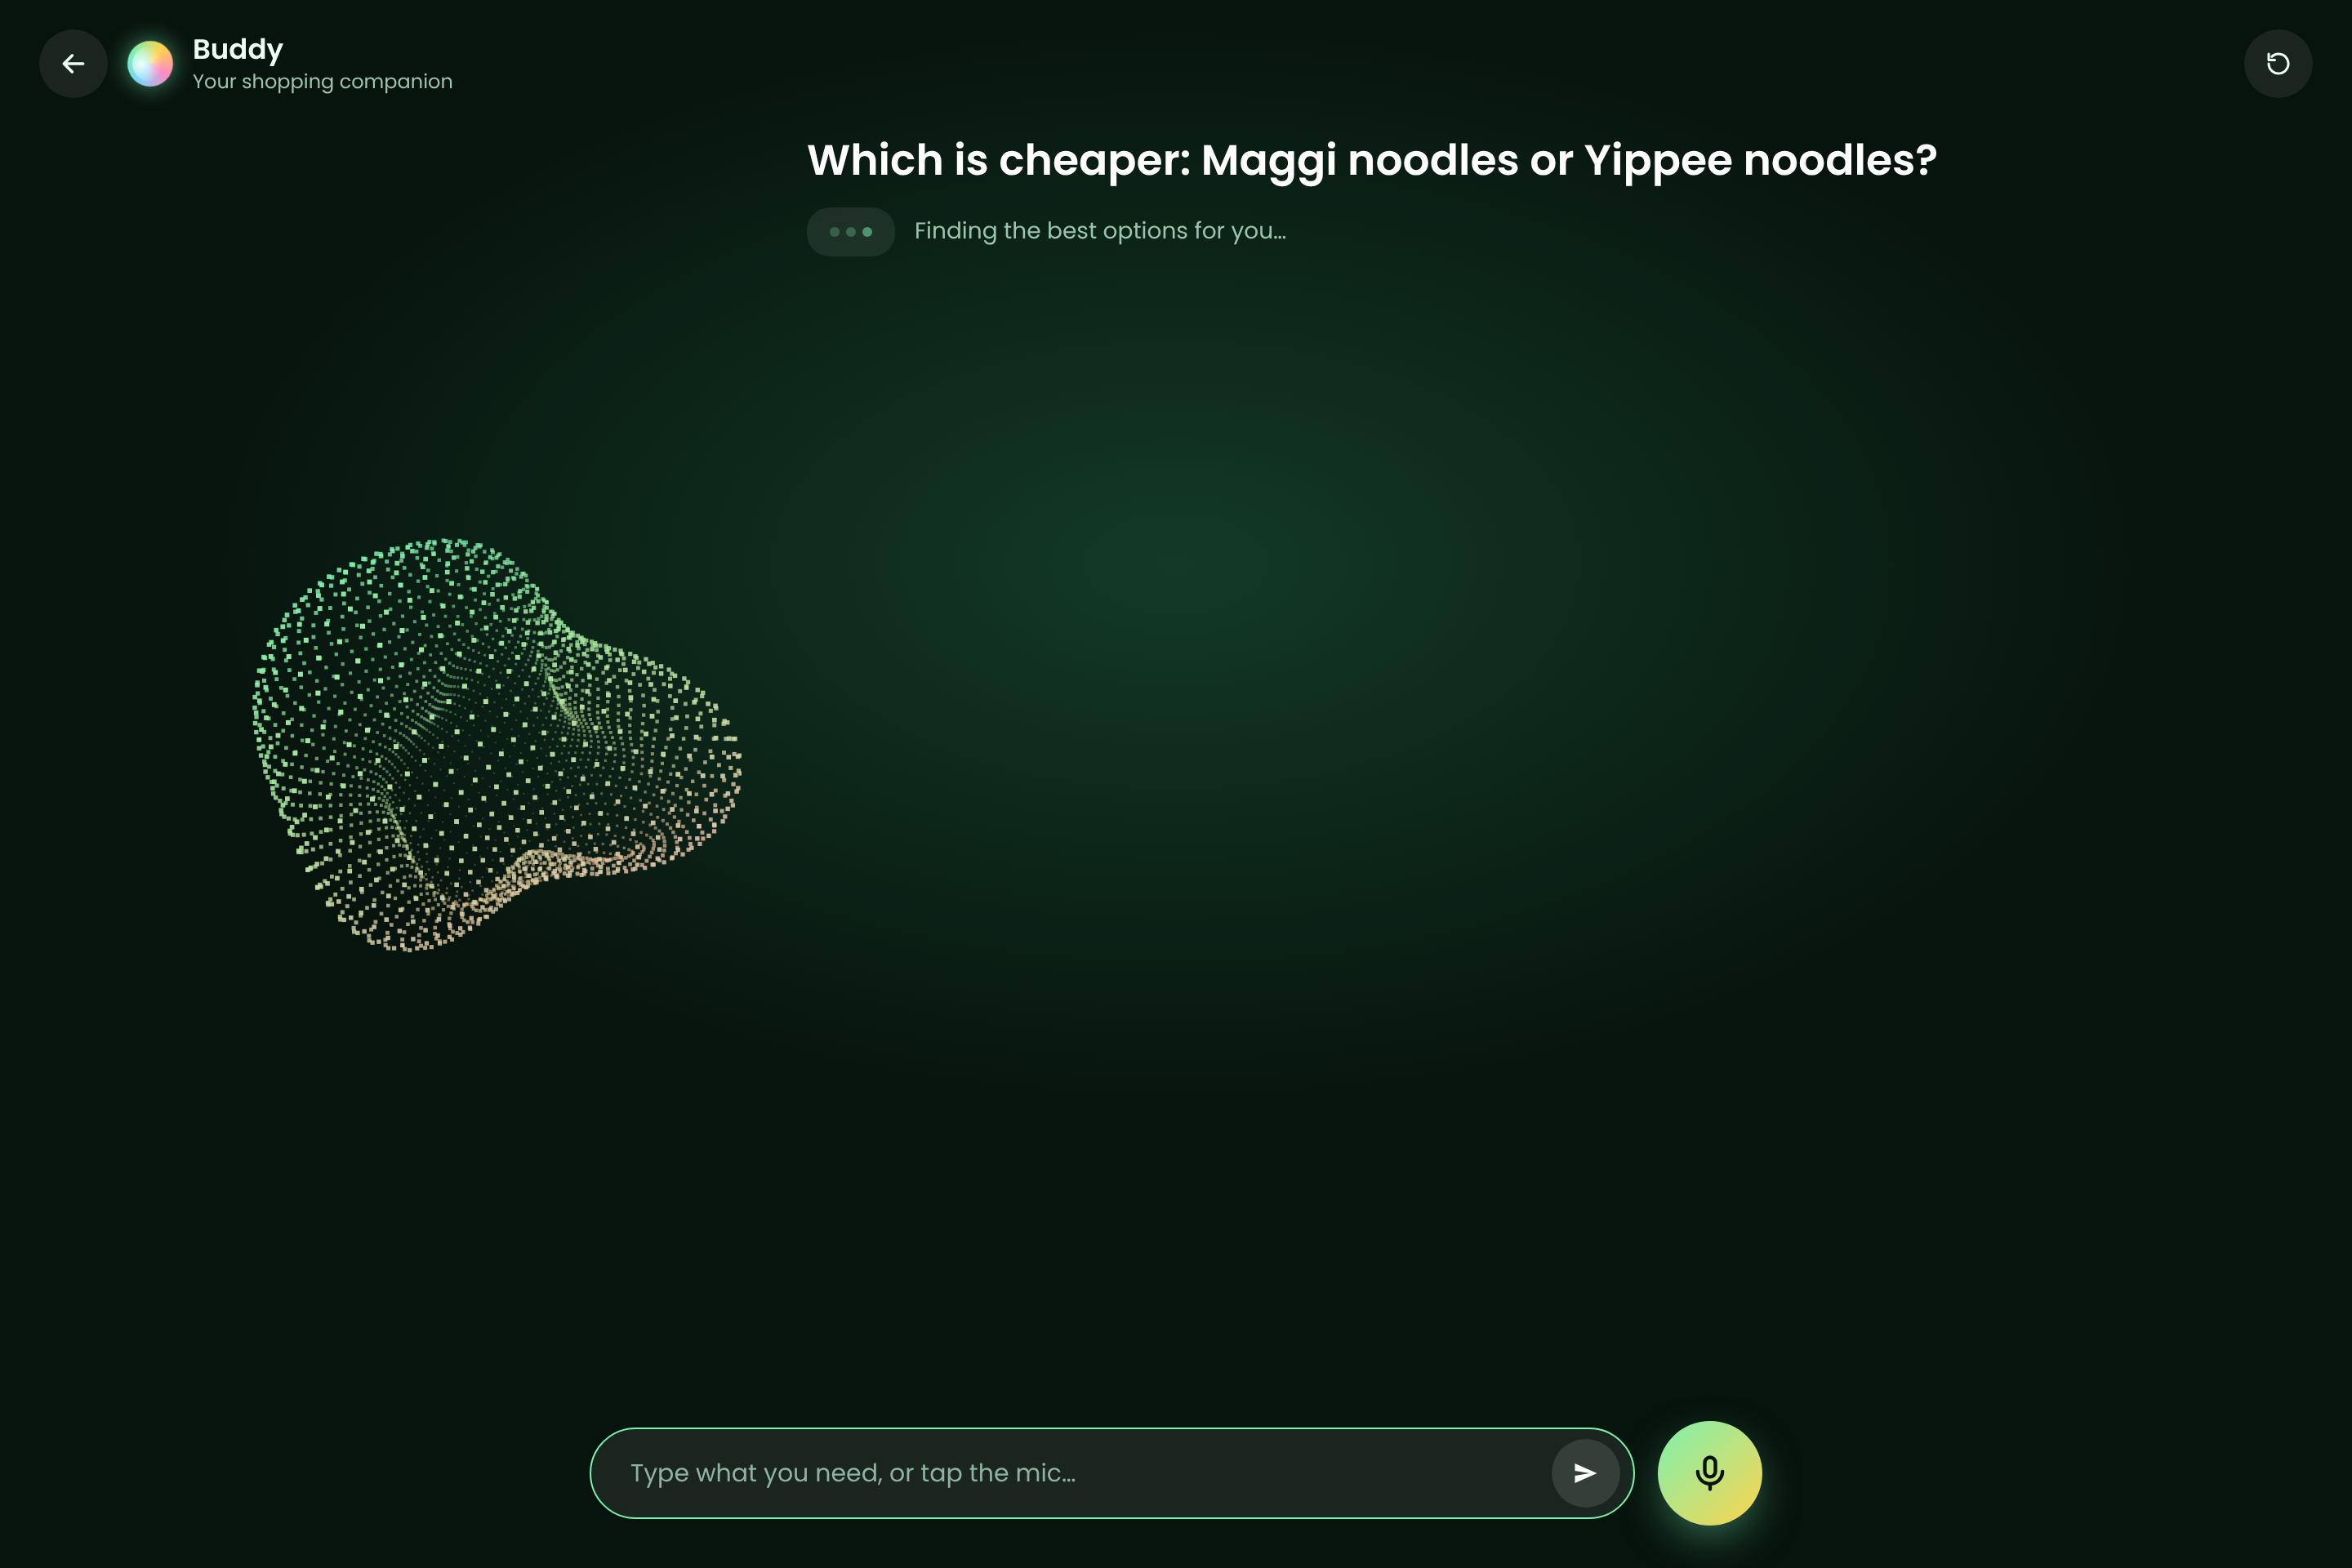 Buddy
Your shopping companion
Which is cheaper: Maggi noodles or Yippee noodles?
Finding the best options for you...
Type what you need, or tap the mic...